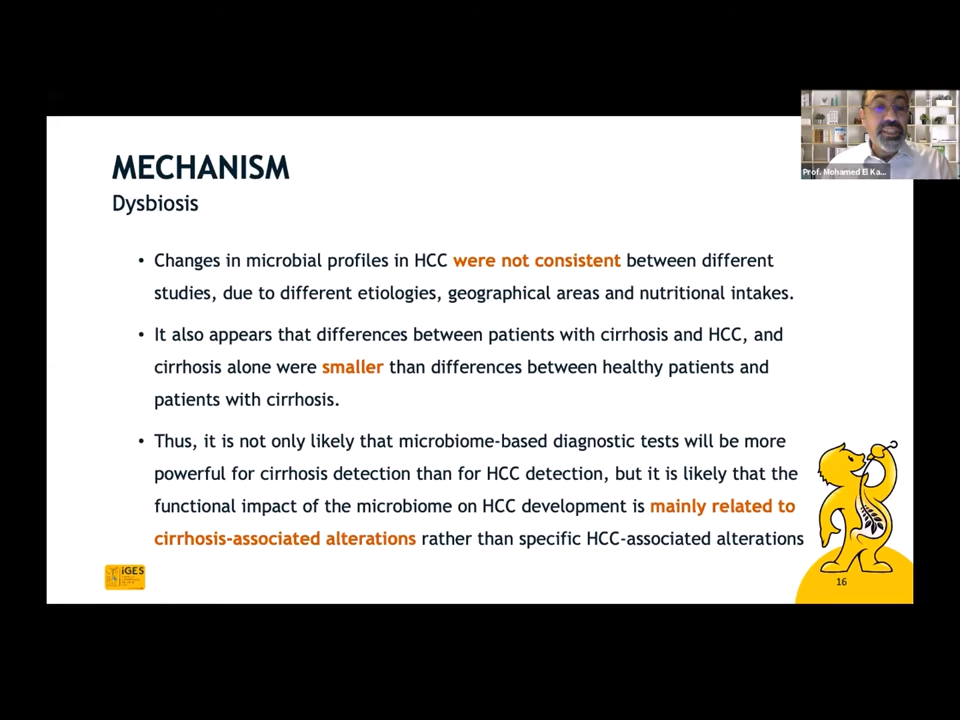 Prof. Mohamed El Ka...
MECHANISM
Dysbiosis
• Changes in microbial profiles in HCC were not consistent between different
studies, due to different etiologies, geographical areas and nutritional intakes.
• It also appears that differences between patients with cirrhosis and HCC, and
cirrhosis alone were smaller than differences between healthy patients and
patients with cirrhosis.
• Thus, it is not only likely that microbiome-based diagnostic tests will be more
powerful for cirrhosis detection than for HCC detection, but it is likely that the
functional impact of the microbiome on HCC development is mainly related to
cirrhosis-associated alterations rather than specific HCC-associated alterations
iGES
16